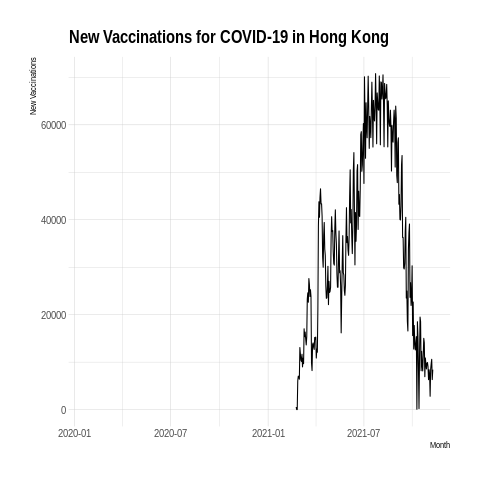 New Vaccinations for COVID-19 in Hong Kong
New Vaccinations
60000
40000
20000
0
2020-01
2020-07
2021-01
2021-07
Month